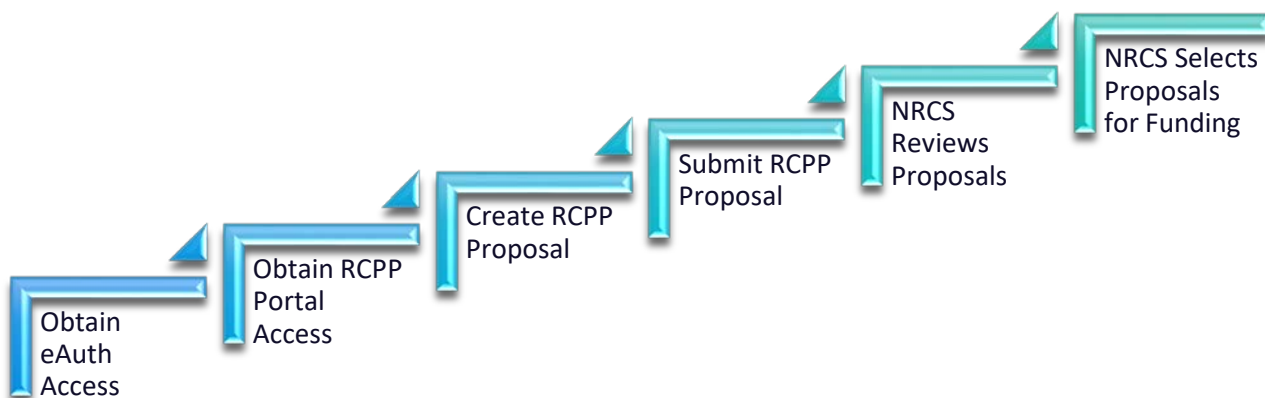 Obtain
eAuth
Access
Obtain RCPP
Portal
Access
Create RCPP
Proposal
Submit RCPP
Proposal
NRCS
Reviews
Proposals
NRCS Selects
Proposals
for Funding